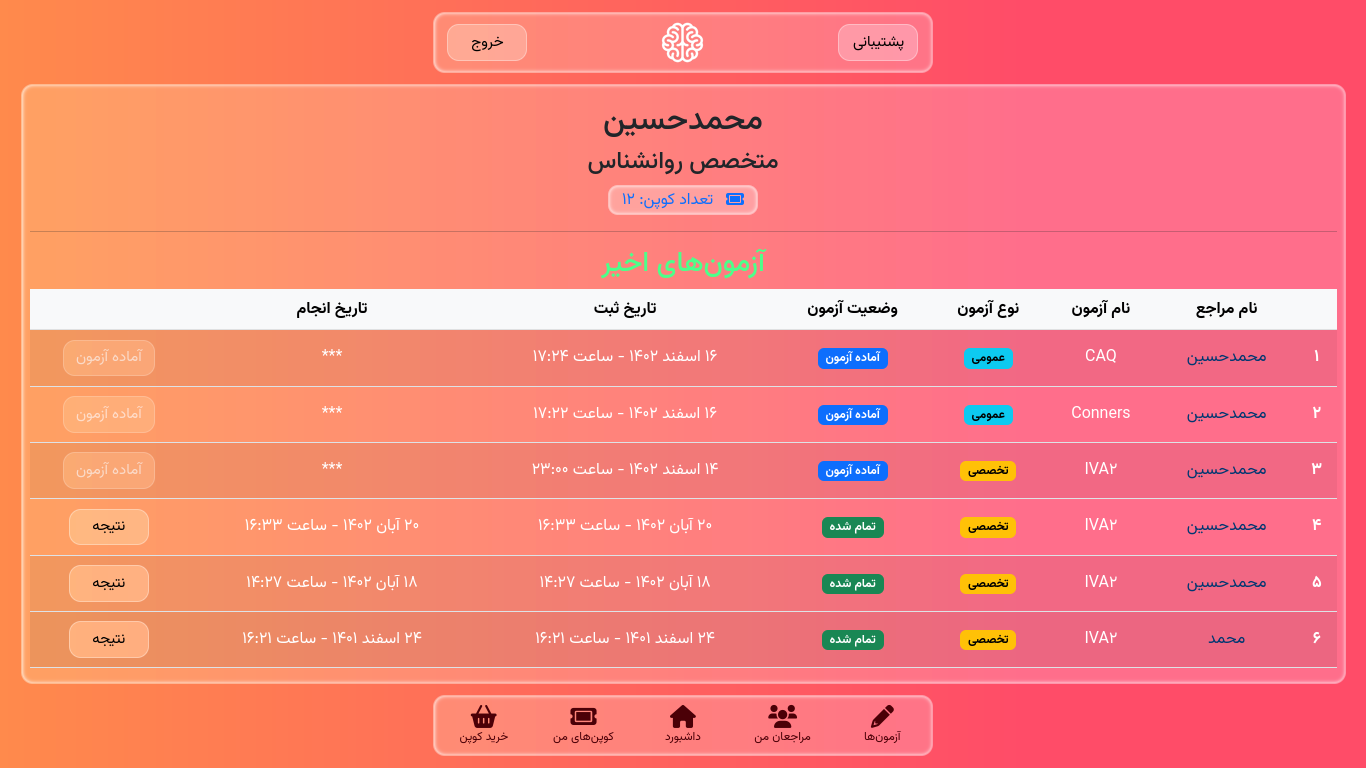 پشتیبانی
خروج
محمدحسین
متخصص روانشناس
تعداد کوپن: ۱۲
آزمون‌های اخیر
نام مراجع نام آزمون نوع آزمون وضعیت آزمون تاریخ ثبت تاریخ انجام
۱ محمدحسین CAQ عمومی آماده آزمون ۱۶ اسفند ۱۴۰۲ - ساعت ۱۷:۲۴ *** آماده آزمون
۲ محمدحسین Conners عمومی آماده آزمون ۱۶ اسفند ۱۴۰۲ - ساعت ۱۷:۲۲ *** آماده آزمون
۳ محمدحسین IVA۲ تخصصی آماده آزمون ۱۴ اسفند ۱۴۰۲ - ساعت ۲۳:۰۰ *** آماده آزمون
۴ محمدحسین IVA۲ تخصصی تمام شده ۲۰ آبان ۱۴۰۲ - ساعت ۱۶:۳۳ ۲۰ آبان ۱۴۰۲ - ساعت ۱۶:۳۳ نتیجه
۵ محمدحسین IVA۲ تخصصی تمام شده ۱۸ آبان ۱۴۰۲ - ساعت ۱۴:۲۷ ۱۸ آبان ۱۴۰۲ - ساعت ۱۴:۲۷ نتیجه
۶ محمد IVA۲ تخصصی تمام شده ۲۴ اسفند ۱۴۰۱ - ساعت ۱۶:۲۱ ۲۴ اسفند ۱۴۰۱ - ساعت ۱۶:۲۱ نتیجه
آزمون‌ها مراجعان من داشبورد کوپن‌های من خرید کوپن